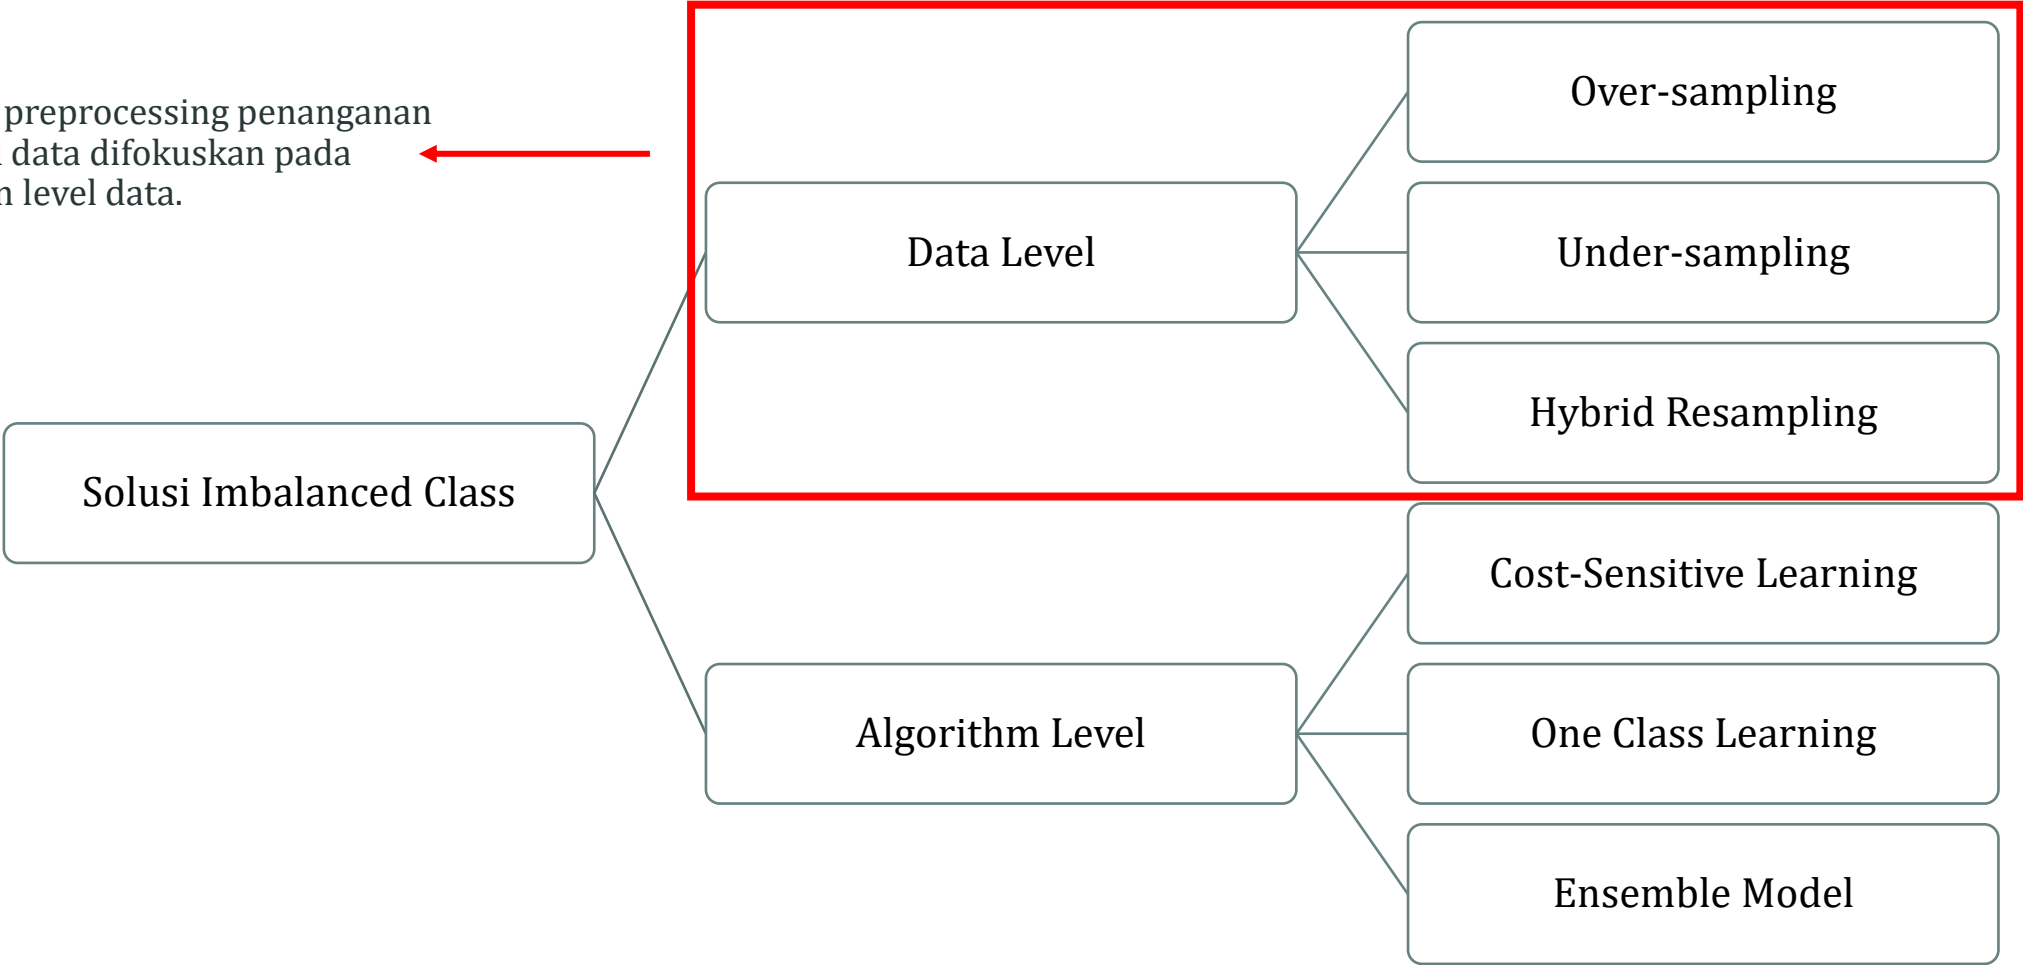 preprocessing penanganan
data difokuskan pada
level data.
Over-sampling
Data Level
Under-sampling
Hybrid Resampling
Solusi Imbalanced Class
Cost-Sensitive Learning
Algorithm Level
One Class Learning
Ensemble Model